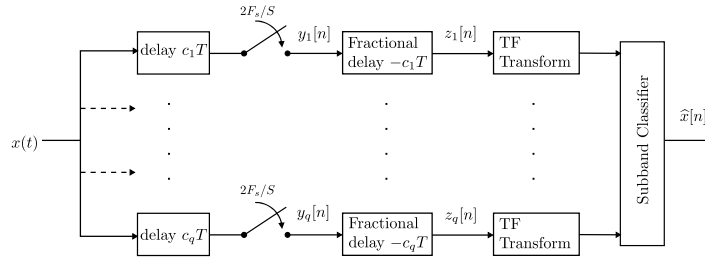 2F_s/S
delay c_1T
y_1[n]
Fractional
delay −c_1T
z_1[n]
TF
Transform
x(t)
Subband Classifier
x̂[n]
2F_s/S
delay c_qT
y_q[n]
Fractional
delay −c_qT
z_q[n]
TF
Transform